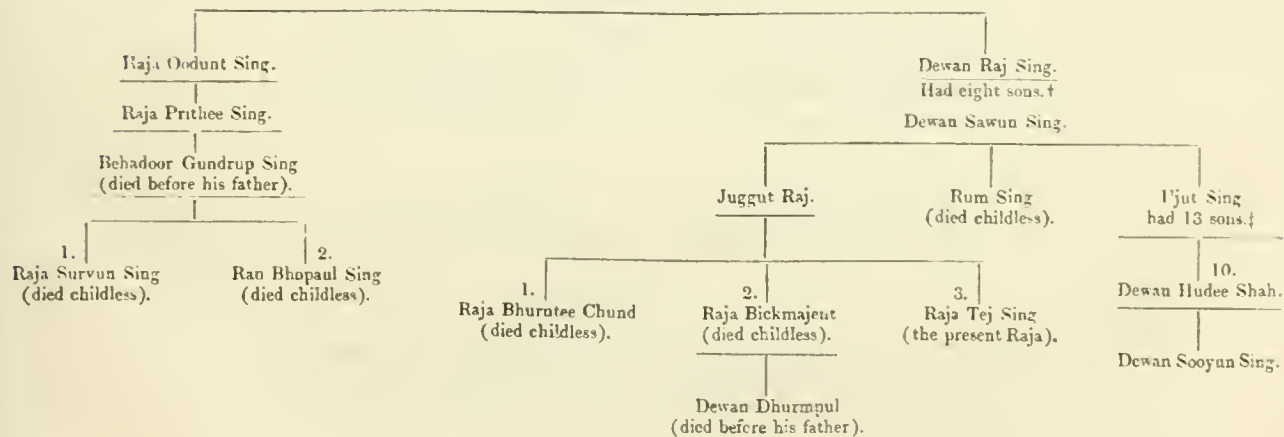 Raja Oodunt Sing.
Raja Prithee Sing.
Behadoor Gundrup Sing
(died before his father).
1.
Raja Survun Sing
(died childless).
2.
Ran Bhopaul Sing
(died childless).
Dewan Raj Sing.
Had eight sons.†
Dewan Sawun Sing.
Juggut Raj.
Rum Sing
(died childless).
Ujut Sing
had 13 sons.‡
1.
Raja Bhurutee Chund
(died childless).
2.
Raja Bickmajeut
(died childless).
3.
Raja Tej Sing
(the present Raja).
10.
Dewan Hudee Shah.
Dewan Sooyun Sing.
Dewan Dhurmpul
(died before his father).